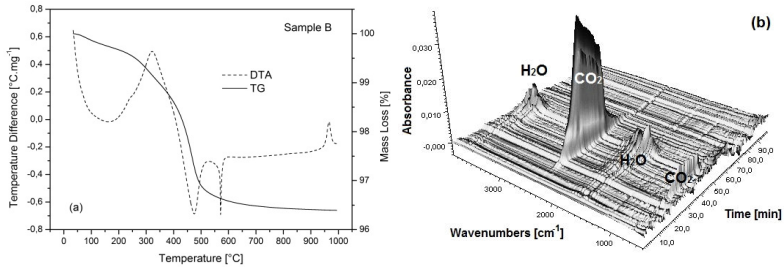 Sample B
DTA
TG
(a)
Temperature Difference [°C.mg⁻¹]
0,8
0,6
0,4
0,2
0,0
-0,2
-0,4
-0,6
0,8
Mass Loss [%]
100
99
98
97
96
0 100 200 300 400 500 600 700 800 900 1000
Temperature [°C]
(b)
Absorbance
0,040
0,030
0,020
0,010
-0,000
H₂O
CO₂
H₂O
CO₂
3000
2000
1000
Wavenumbers [cm⁻¹]
10,0
20,0
30,0
40,0
50,0
60,0
70,0
80,0
90,0
Time [min]